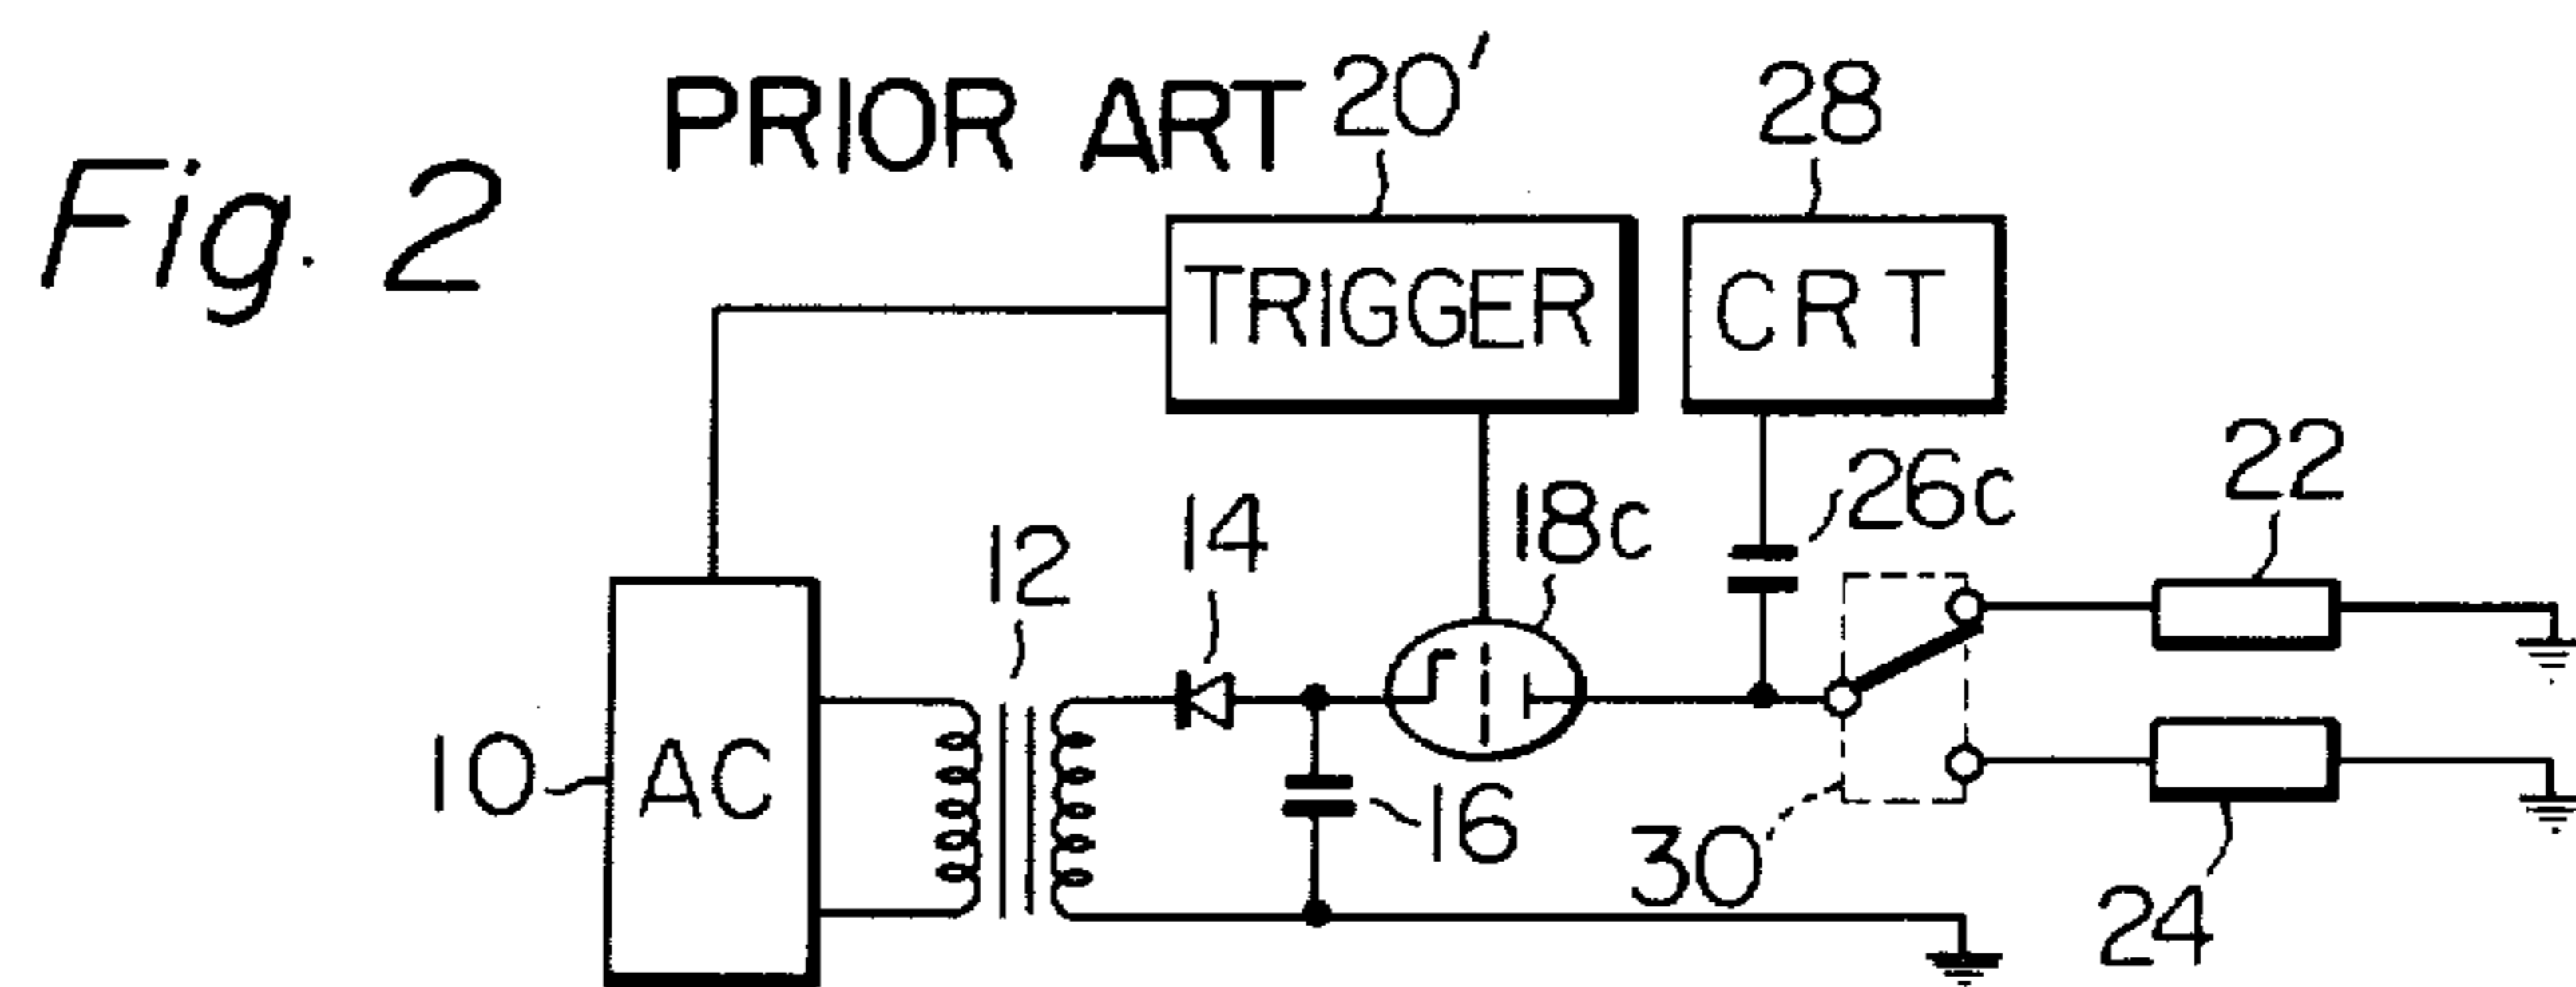 Fig. 2
PRIOR ART
20'
28
TRIGGER
CRT
22
26c
18c
14
12
10
AC
16
30
24